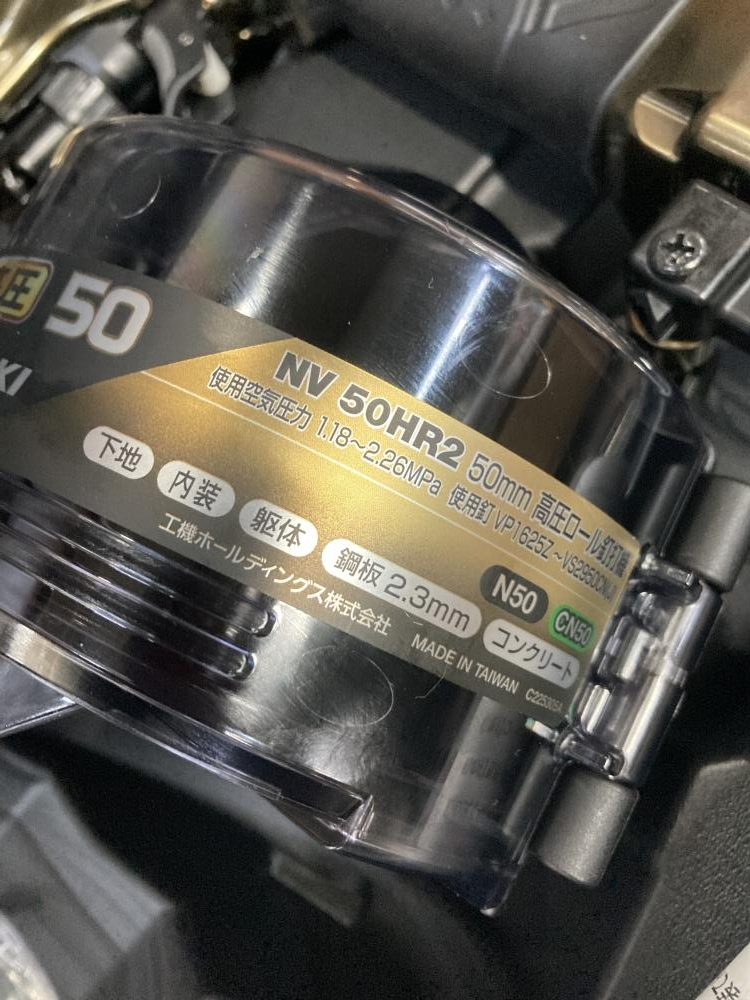 圧 50
KI
NV 50HR2 50mm 高圧ロール釘打機
使用空気圧力 1.18～2.26MPa 使用釘 VP1625Z～VS2950CN
下地 内装 躯体 鋼板 2.3mm N50 CN50 コンクリート
工機ホールディングス株式会社 MADE IN TAIWAN